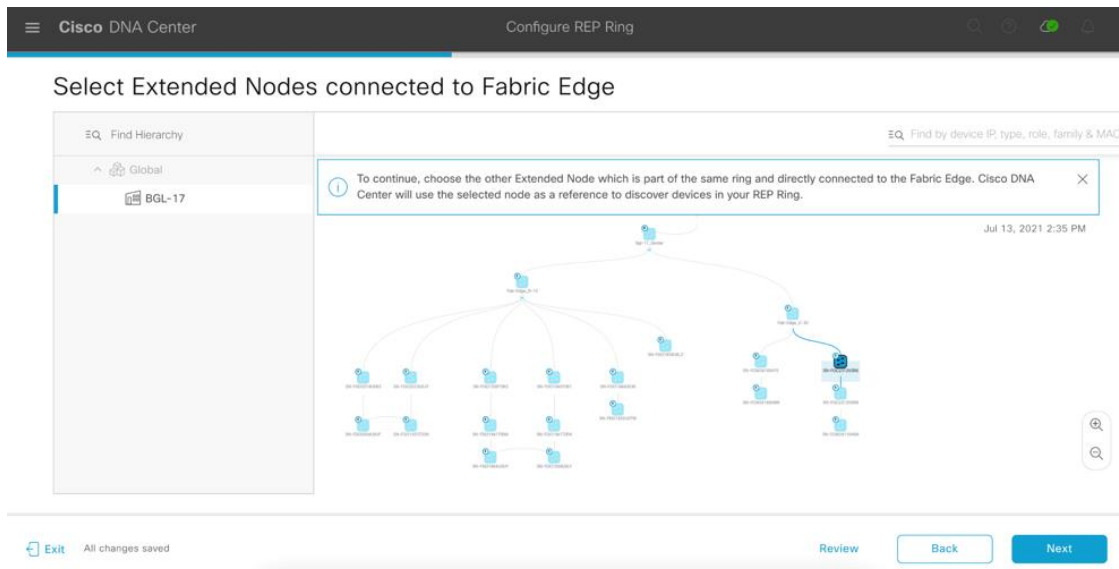 Cisco DNA Center
Configure REP Ring
Select Extended Nodes connected to Fabric Edge
Find Hierarchy
Find by device IP, type, role, family & MAC
Global
BGL-17
To continue, choose the other Extended Node which is part of the same ring and directly connected to the Fabric Edge. Cisco DNA
Center will use the selected node as a reference to discover devices in your REP Ring.
Jul 13, 2021 2:35 PM
Exit
All changes saved
Review
Back
Next